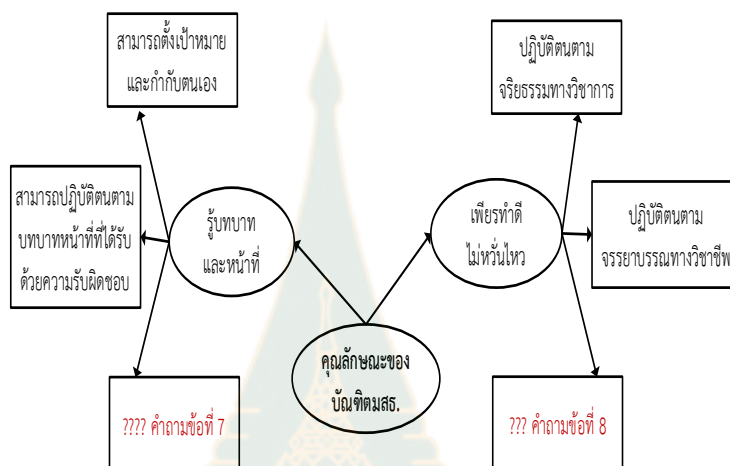 สามารถตั้งเป้าหมาย
และกำกับตนเอง
ปฏิบัติตนตาม
จริยธรรมทางวิชาการ
สามารถปฏิบัติตนตาม
บทบาทหน้าที่ที่ได้รับ
ด้วยความรับผิดชอบ
รู้บทบาท
และหน้าที่
เพียรทำดี
ไม่หวั่นไหว
ปฏิบัติตนตาม
จรรยาบรรณทางวิชาชีพ
คุณลักษณะของ
บัณฑิตมสธ.
???? คำถามข้อที่ 7
??? คำถามข้อที่ 8